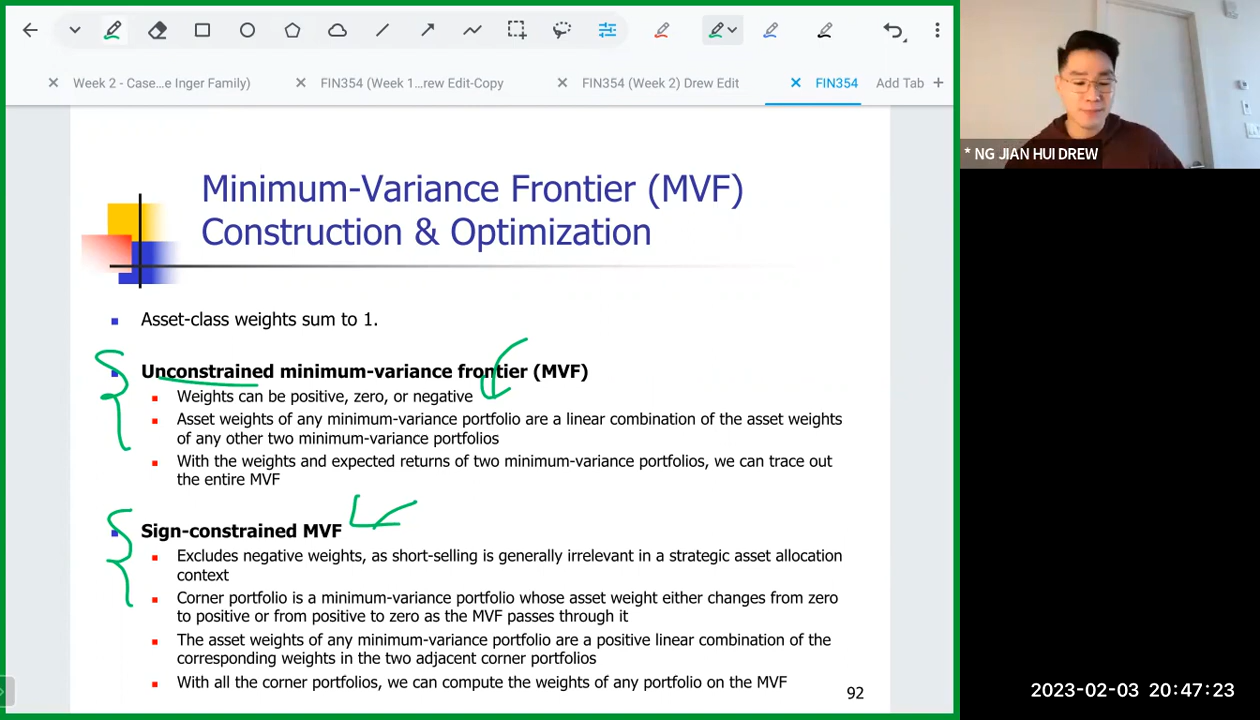 Week 2 - Case...e Inger Family)
FIN354 (Week 1...rew Edit-Copy
FIN354 (Week 2) Drew Edit
FIN354
Add Tab
* NG JIAN HUI DREW
Minimum-Variance Frontier (MVF)
Construction & Optimization
Asset-class weights sum to 1.
Unconstrained minimum-variance frontier (MVF)
Weights can be positive, zero, or negative
Asset weights of any minimum-variance portfolio are a linear combination of the asset weights
of any other two minimum-variance portfolios
With the weights and expected returns of two minimum-variance portfolios, we can trace out
the entire MVF
Sign-constrained MVF
Excludes negative weights, as short-selling is generally irrelevant in a strategic asset allocation
context
Corner portfolio is a minimum-variance portfolio whose asset weight either changes from zero
to positive or from positive to zero as the MVF passes through it
The asset weights of any minimum-variance portfolio are a positive linear combination of the
corresponding weights in the two adjacent corner portfolios
With all the corner portfolios, we can compute the weights of any portfolio on the MVF
92
2023-02-03 20:47:23